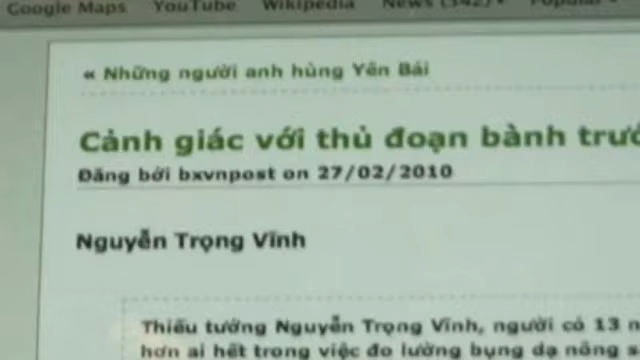 Google Maps YouTube Wikipedia News (342) Popular
« Những người anh hùng Yên Bái
Cảnh giác với thủ đoạn bành
Đăng bởi bxvnpost on 27/02/2010
Nguyễn Trọng Vĩnh
Thiếu tướng Nguyễn Trọng Vĩnh, người có 13
hơn ai hết trong việc đo lường bụng dạ nông